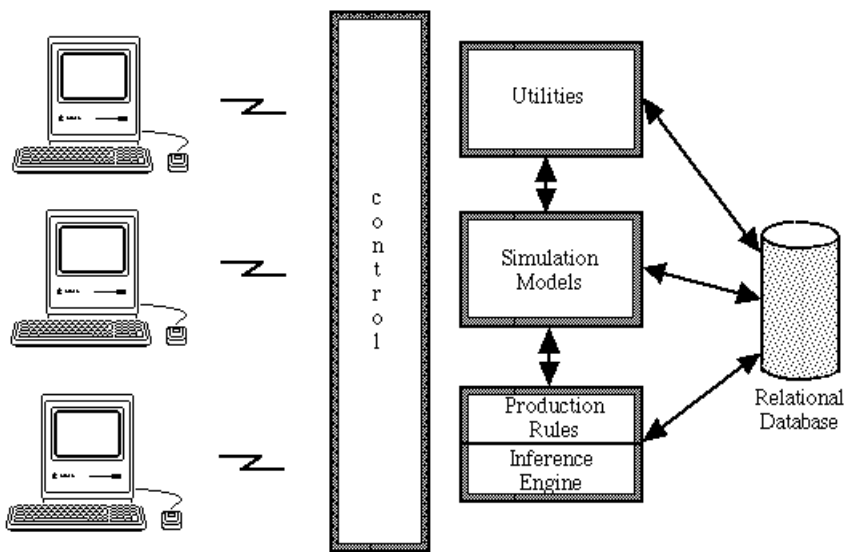 control
Utilities
Simulation
Models
Production
Rules
Inference
Engine
Relational
Database